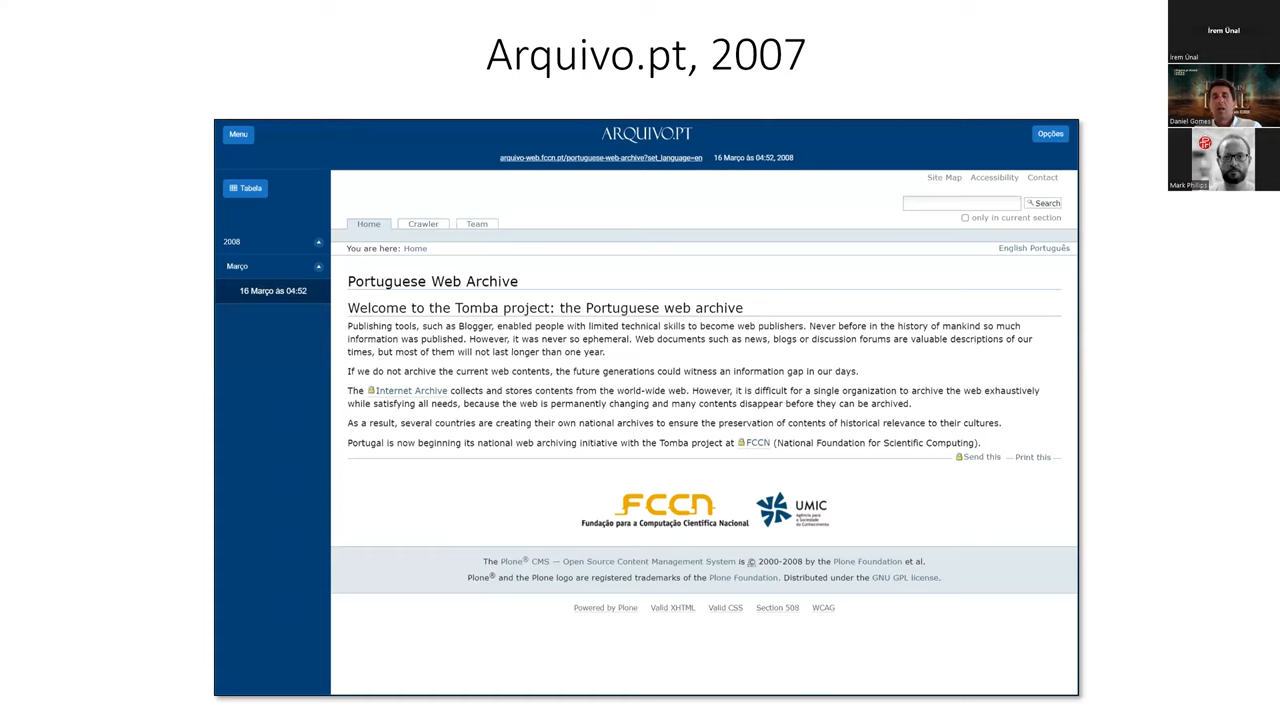 Arquivo.pt, 2007
Menu
ARQUIVO.PT
Opções
arquivo-web.fccn.pt/portuguese-web-archive?set_language=en 16 Março às 04:52, 2008
Tabela
2008
Março
16 Março às 04:52
Site Map Accessibility Contact
Search
only in current section
Home Crawler Team
You are here: Home
English Português
Portuguese Web Archive
Welcome to the Tomba project: the Portuguese web archive
Publishing tools, such as Blogger, enabled people with limited technical skills to become web publishers. Never before in the history of mankind so much
information was published. However, it was never so ephemeral. Web documents such as news, blogs or discussion forums are valuable descriptions of our
times, but most of them will not last longer than one year.
If we do not archive the current web contents, the future generations could witness an information gap in our days.
The Internet Archive collects and stores contents from the world-wide web. However, it is difficult for a single organization to archive the web exhaustively
while satisfying all needs, because the web is permanently changing and many contents disappear before they can be archived.
As a result, several countries are creating their own national archives to ensure the preservation of contents of historical relevance to their cultures.
Portugal is now beginning its national web archiving initiative with the Tomba project at FCCN (National Foundation for Scientific Computing).
Send this — Print this —
FCCN
Fundação para a Computação Científica Nacional
UMIC
Agência para
a Sociedade
do Conhecimento
The Plone® CMS — Open Source Content Management System is © 2000-2008 by the Plone Foundation et al.
Plone® and the Plone logo are registered trademarks of the Plone Foundation. Distributed under the GNU GPL license.
Powered by Plone Valid XHTML Valid CSS Section 508 WCAG
İrem Ünal
İrem Ünal
Daniel Gomes
Mark Phillips